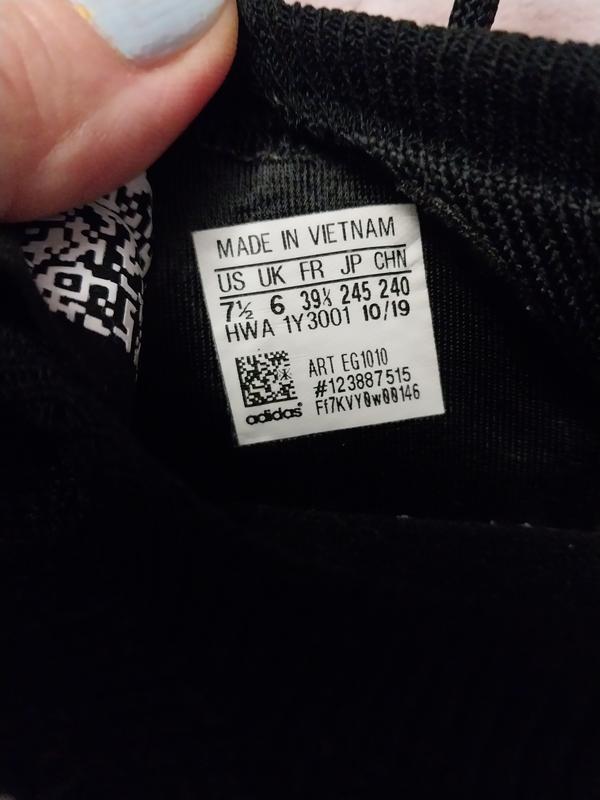 MADE IN VIETNAM
US UK FR JP CHN
7½ 6 39⅓ 245 240
HWA 1Y3001 10/19
ART EG1010
#123887515
Ff7KVY0w00146
adidas